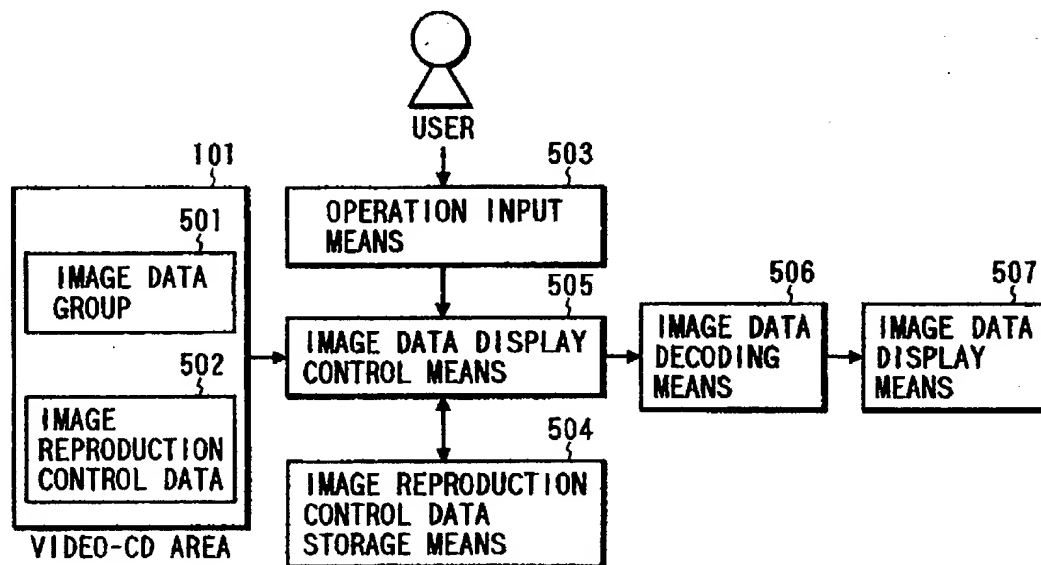 USER
101
503
OPERATION INPUT
MEANS
501
IMAGE DATA
GROUP
505
IMAGE DATA DISPLAY
CONTROL MEANS
506
IMAGE DATA
DECODING
MEANS
507
IMAGE DATA
DISPLAY
MEANS
502
IMAGE
REPRODUCTION
CONTROL DATA
504
IMAGE REPRODUCTION
CONTROL DATA
STORAGE MEANS
VIDEO-CD AREA